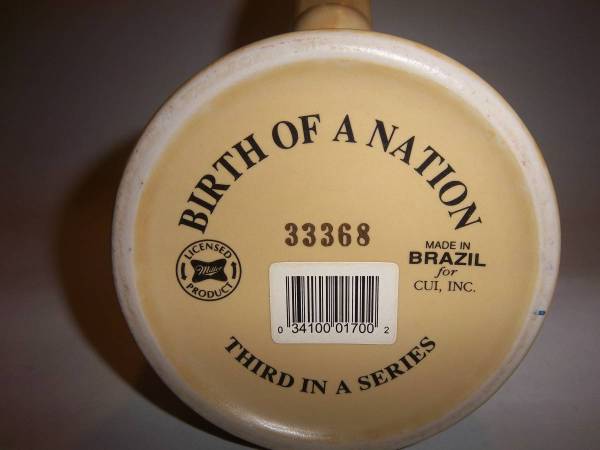 BIRTH OF A NATION
33368
LICENSED
Miller
PRODUCT
MADE IN
BRAZIL
for
CUI, INC.
0 34100 01700 2
THIRD IN A SERIES